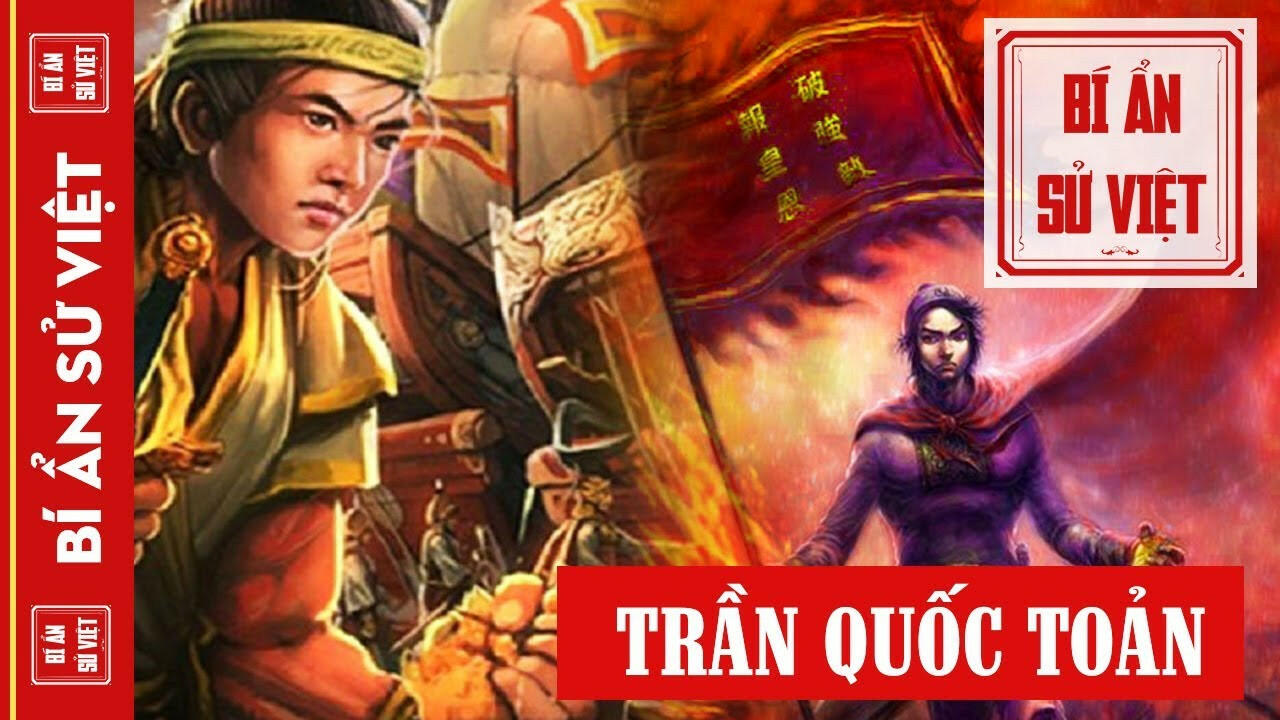 BÍ ẨN
SỬ VIỆT
BÍ ẨN SỬ VIỆT
BÍ ẨN
SỬ VIỆT
破強敵
報皇恩
BÍ ẨN
SỬ VIỆT
TRẦN QUỐC TOẢN